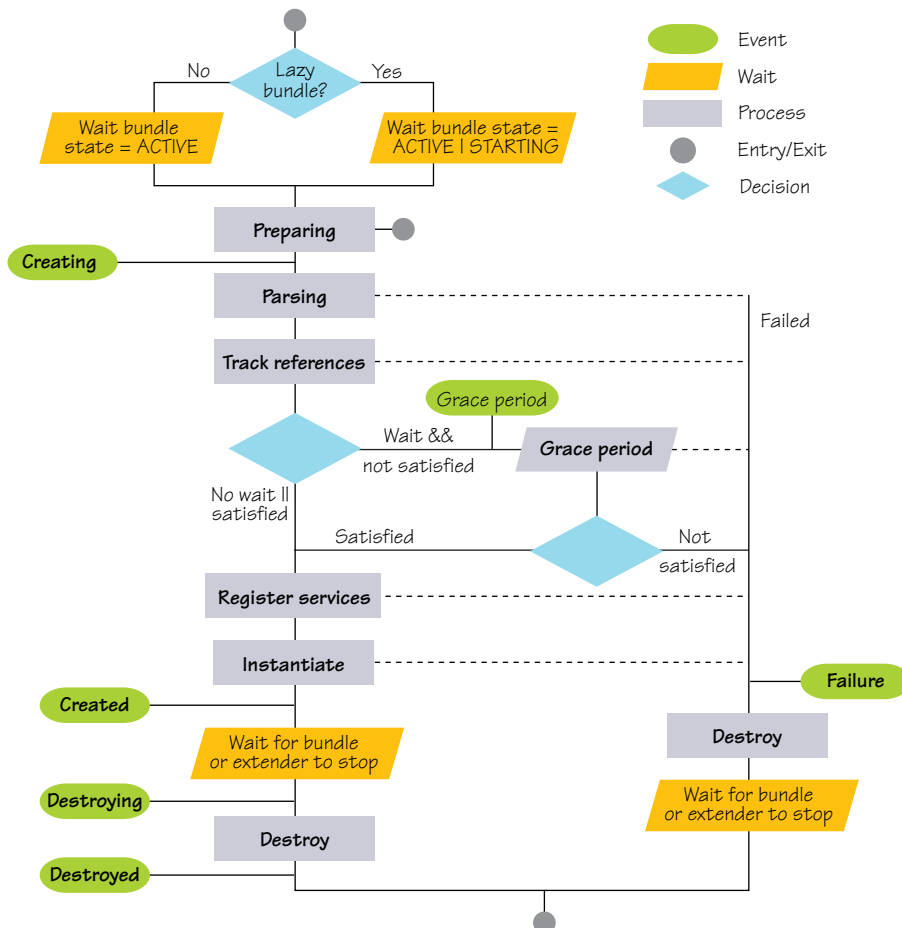 Lazy
bundle?
No
Yes
Wait bundle
state = ACTIVE
Wait bundle state =
ACTIVE | STARTING
Event
Wait
Process
Entry/Exit
Decision
Preparing
Creating
Parsing
Failed
Track references
Grace period
Wait &&
not satisfied
Grace period
No wait ||
satisfied
Satisfied
Not
satisfied
Register services
Instantiate
Created
Failure
Wait for bundle
or extender to stop
Destroy
Destroying
Wait for bundle
or extender to stop
Destroy
Destroyed